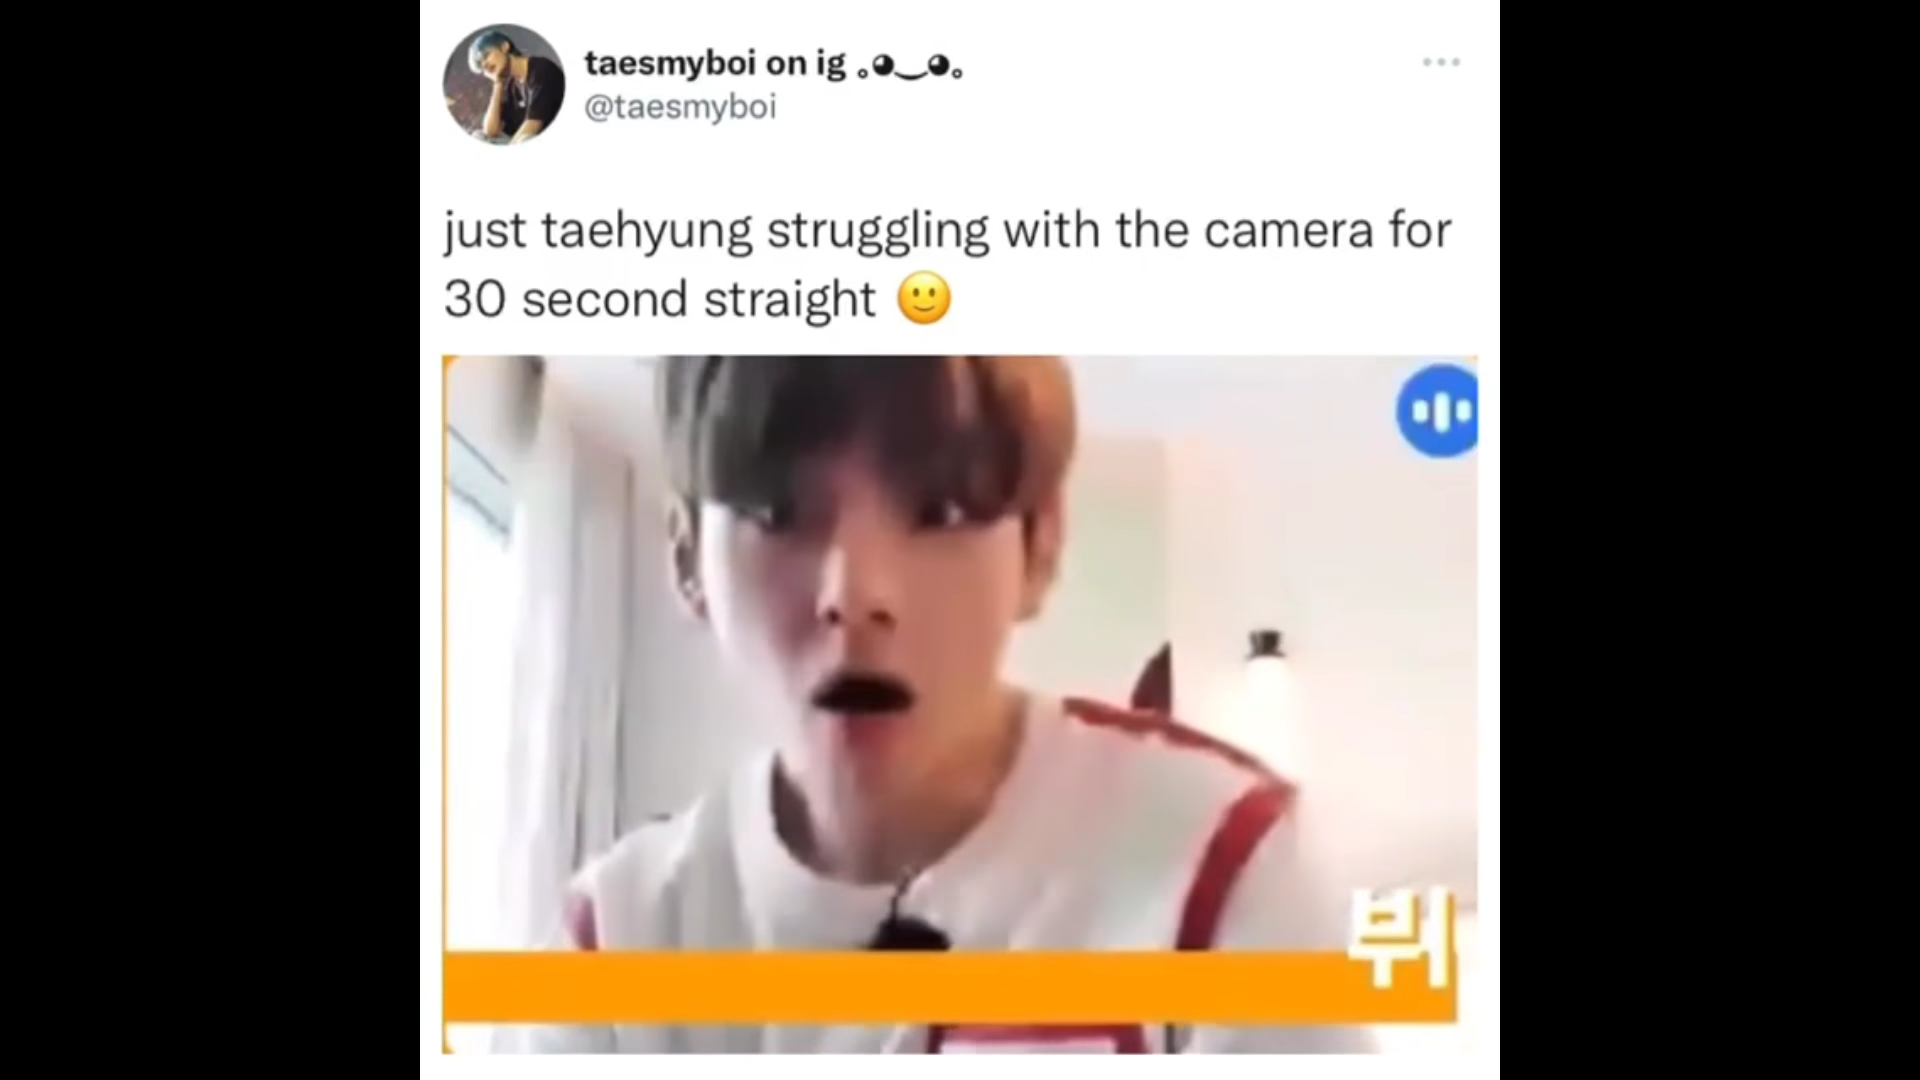 taesmyboi on ig ｡◕‿◕｡
@taesmyboi
just taehyung struggling with the camera for
30 second straight 🙂
뷔